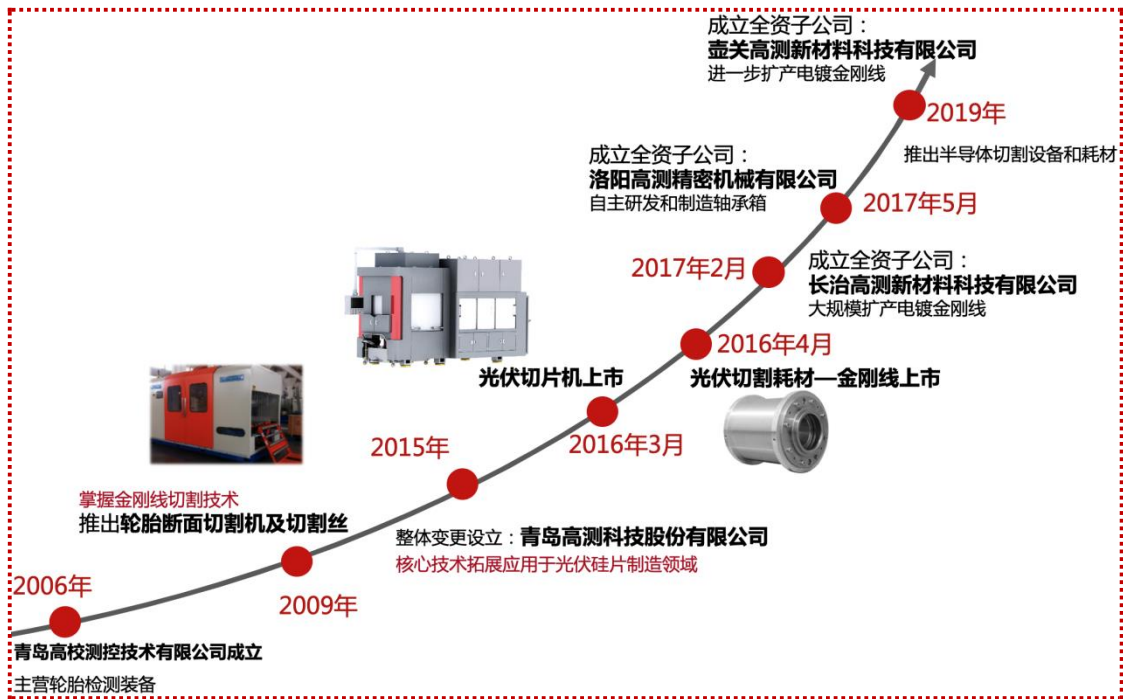 成立全资子公司：
壶关高测新材料科技有限公司
进一步扩产电镀金刚线
2019年
推出半导体切割设备和耗材
成立全资子公司：
洛阳高测精密机械有限公司
自主研发和制造轴承箱
2017年5月
2017年2月
成立全资子公司：
长治高测新材料科技有限公司
大规模扩产电镀金刚线
2016年4月
光伏切割耗材—金刚线上市
光伏切片机上市
2016年3月
2015年
整体变更设立：青岛高测科技股份有限公司
核心技术拓展应用于光伏硅片制造领域
掌握金刚线切割技术
推出轮胎断面切割机及切割丝
2009年
2006年
青岛高校测控技术有限公司成立
主营轮胎检测装备